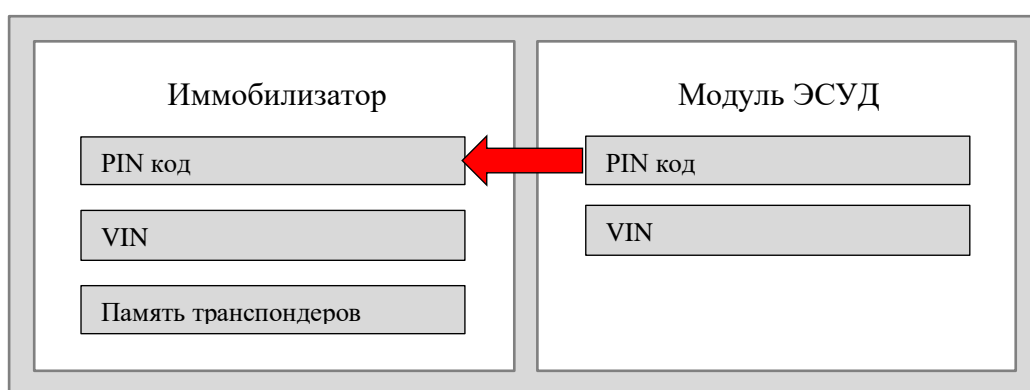 Иммобилизатор
PIN код
VIN
Память транспондеров
Модуль ЭСУД
PIN код
VIN